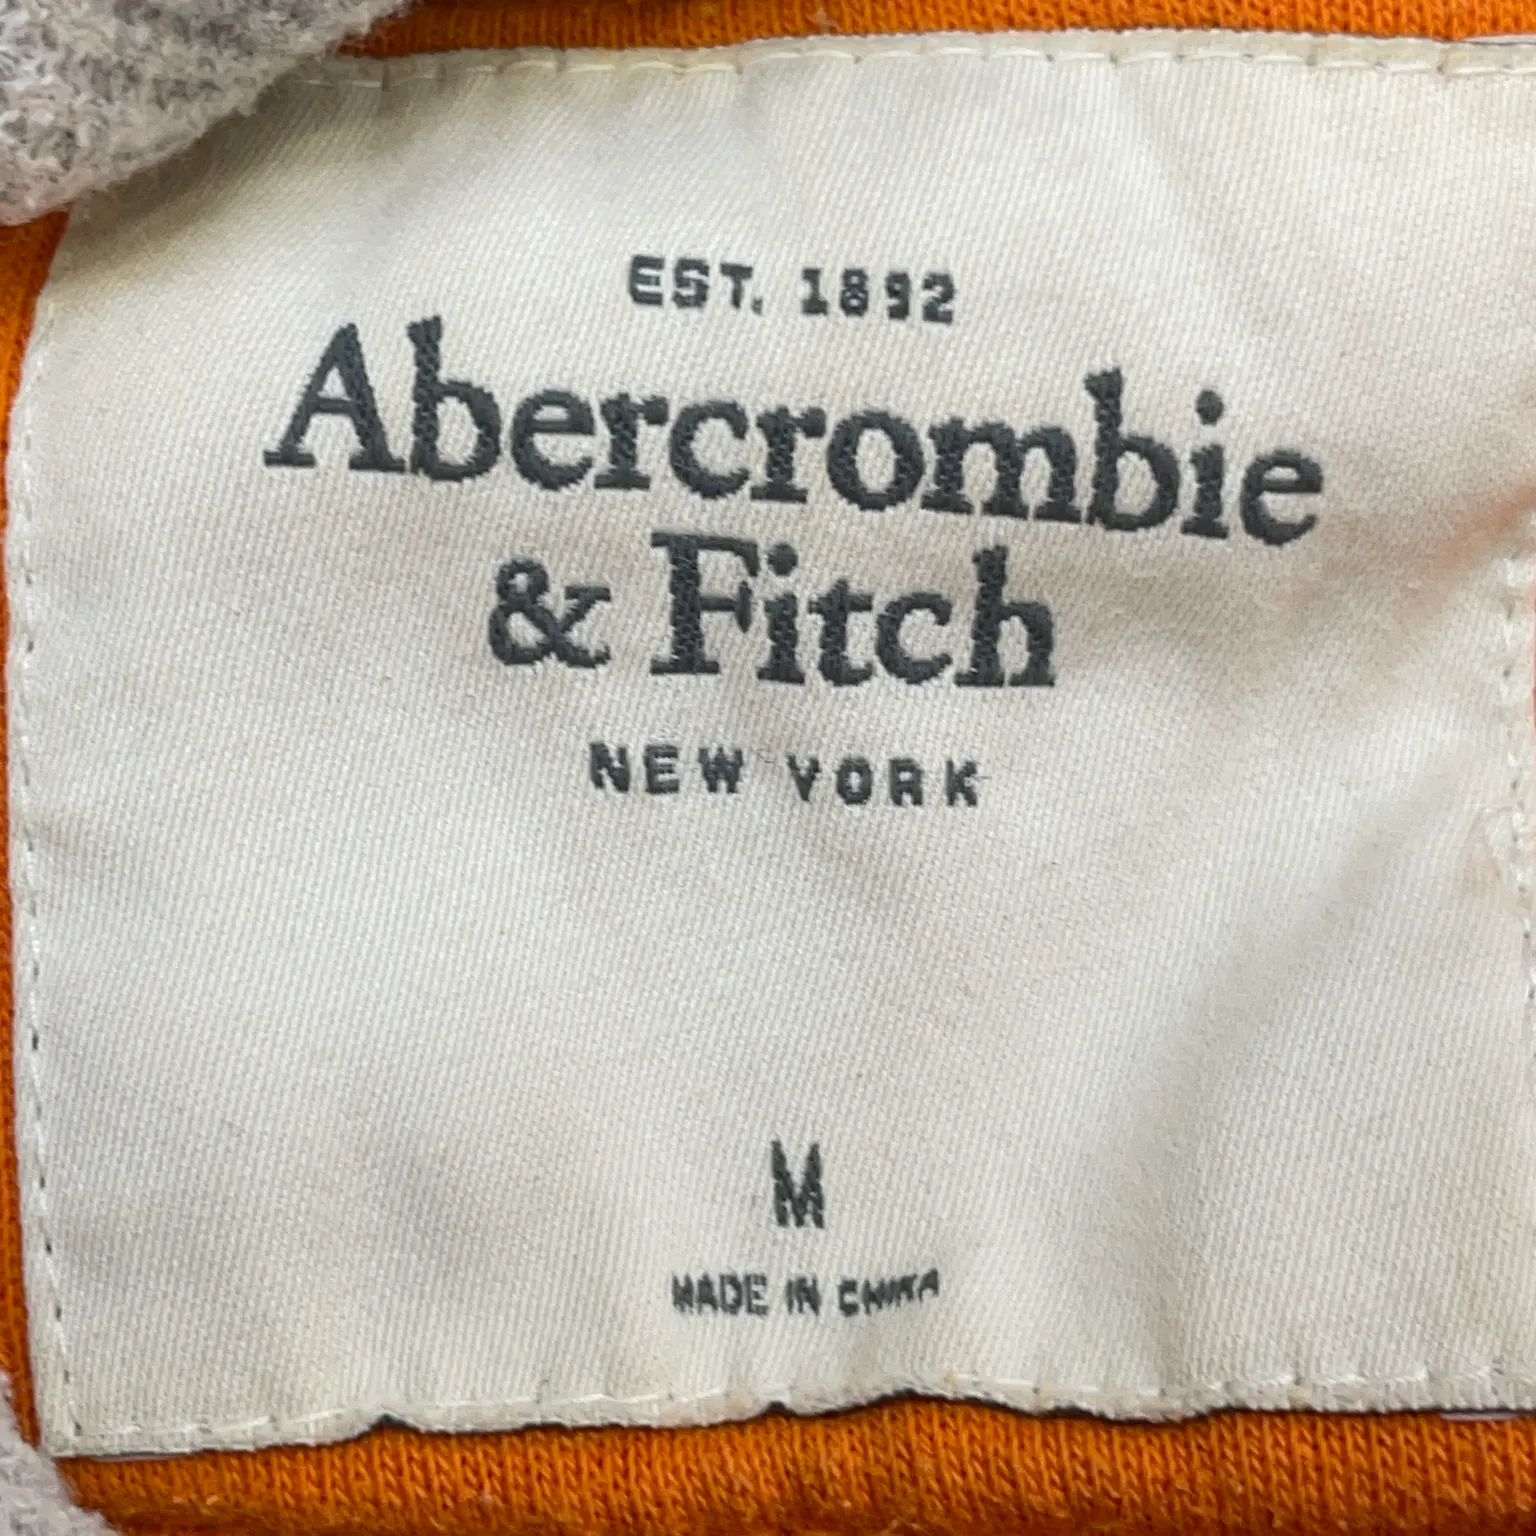 EST. 1892
Abercrombie
& Fitch
NEW YORK
M
MADE IN CHINA